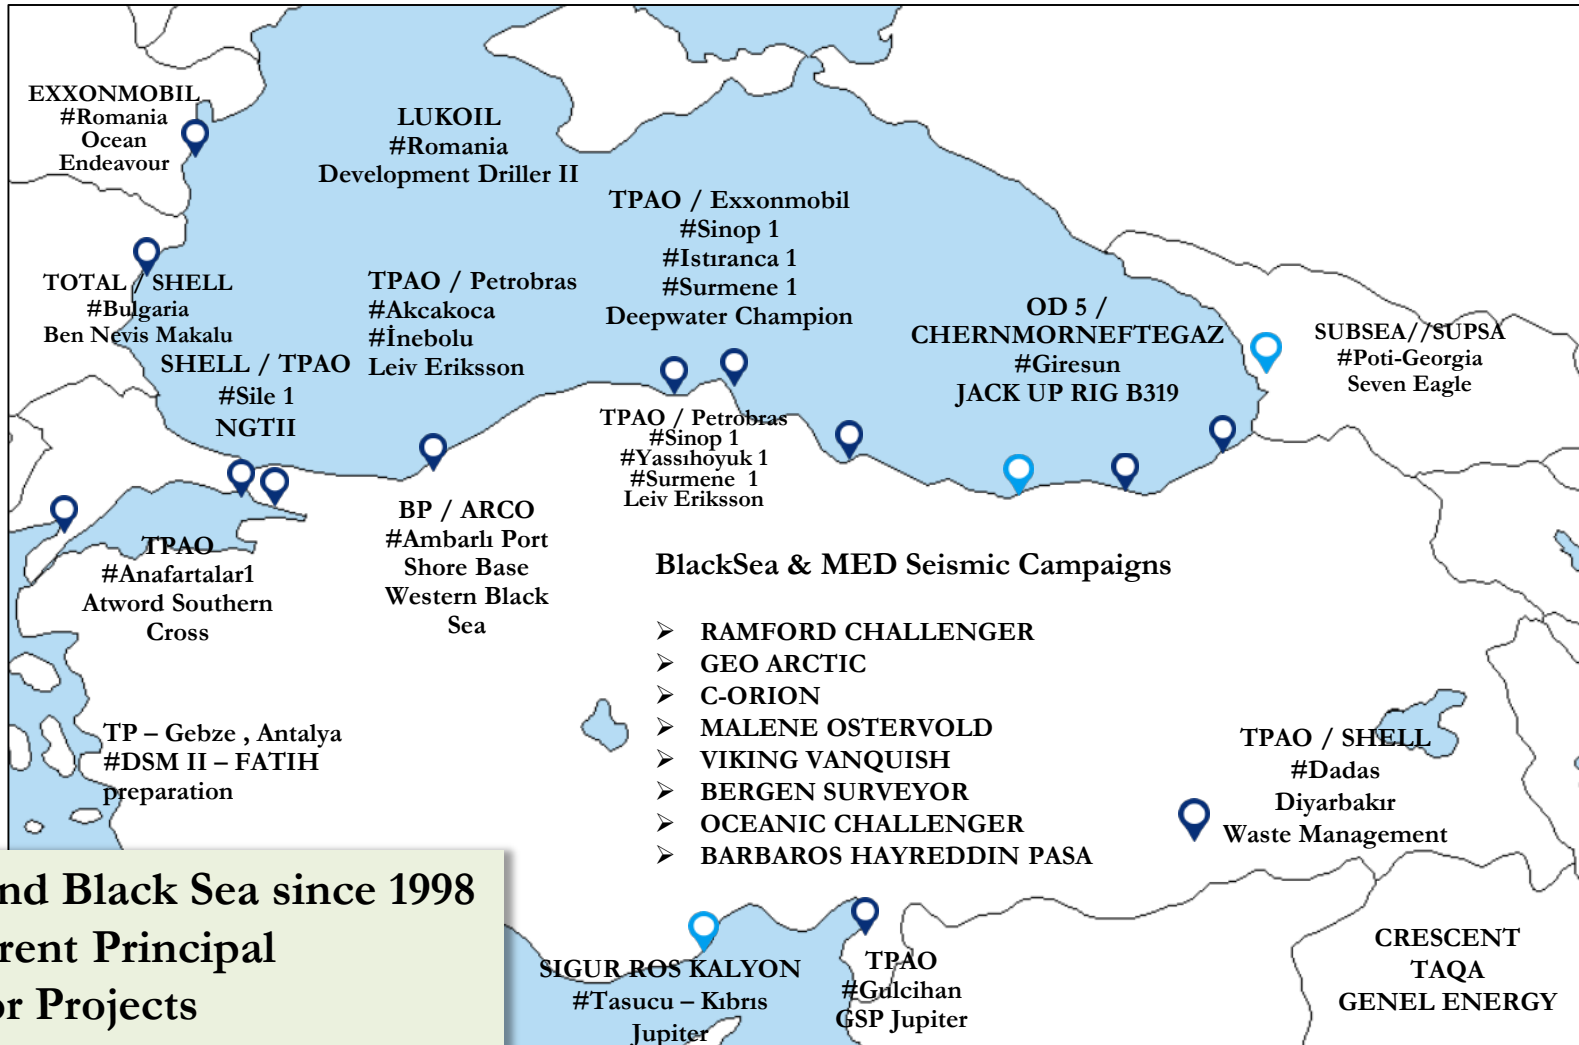 EXXONMOBIL
#Romania
Ocean
Endeavour
LUKOIL
#Romania
Development Driller II
TPAO / Exxonmobil
#Sinop 1
#Istıranca 1
#Surmene 1
Deepwater Champion
TOTAL / SHELL
#Bulgaria
Ben Nevis Makalu
TPAO / Petrobras
#Akcakoca
#İnebolu
Leiv Eriksson
SHELL / TPAO
#Sile 1
NGTII
OD 5 /
CHERNMORNEFTEGAZ
#Giresun
JACK UP RIG B319
SUBSEA//SUPSA
#Poti-Georgia
Seven Eagle
TPAO / Petrobras
#Sinop 1
#Yassıhoyuk 1
#Surmene 1
Leiv Eriksson
BP / ARCO
#Ambarlı Port
Shore Base
Western Black
Sea
TPAO
#Anafartalar1
Atword Southern
Cross
BlackSea & MED Seismic Campaigns
➢ RAMFORD CHALLENGER
➢ GEO ARCTIC
➢ C-ORION
➢ MALENE OSTERVOLD
➢ VIKING VANQUISH
➢ BERGEN SURVEYOR
➢ OCEANIC CHALLENGER
➢ BARBAROS HAYREDDIN PASA
TP – Gebze , Antalya
#DSM II – FATIH
preparation
TPAO / SHELL
#Dadas
Diyarbakır
Waste Management
nd Black Sea since 1998
rent Principal
or Projects
SIGUR ROS KALYON
#Tasucu – Kıbrıs
Jupiter
TPAO
#Gulcihan
GSP Jupiter
CRESCENT
TAQA
GENEL ENERGY